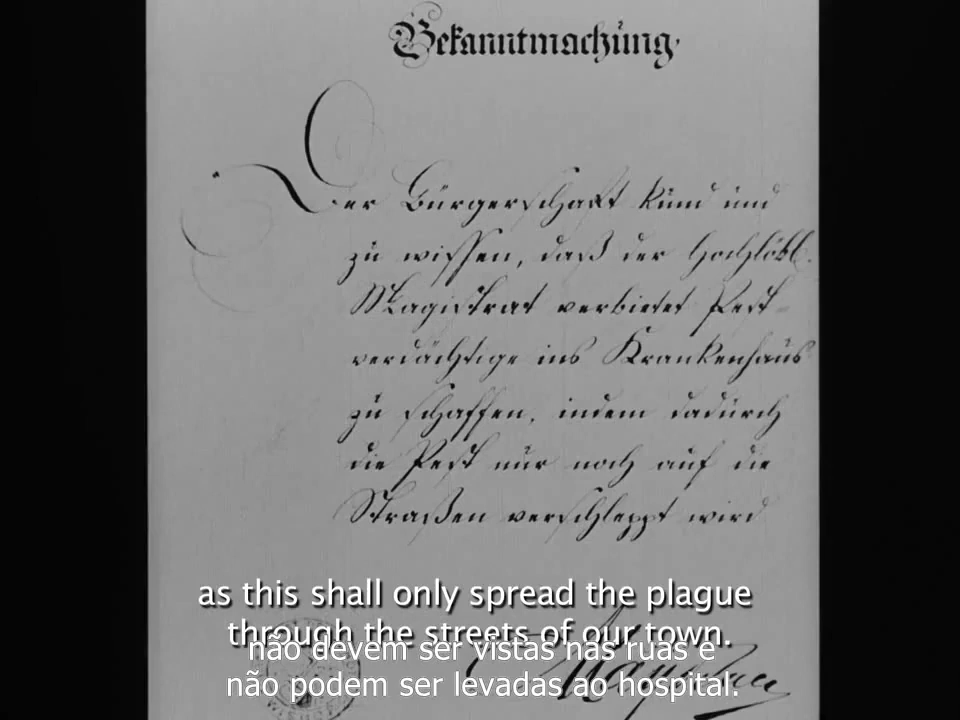 Bekanntmachung.
Der Bürgerschaft kund und
zu wissen, daß der Hochlöbl.
Magistrat verbietet Pest-
verdächtige ins Krankenhaus
zu schaffen, indem dadurch
die Pest nur noch auf die
Straßen verschleppt wird
as this shall only spread the plague
through the streets of our town.
não devem ser vistas nas ruas e
não podem ser levadas ao hospital.